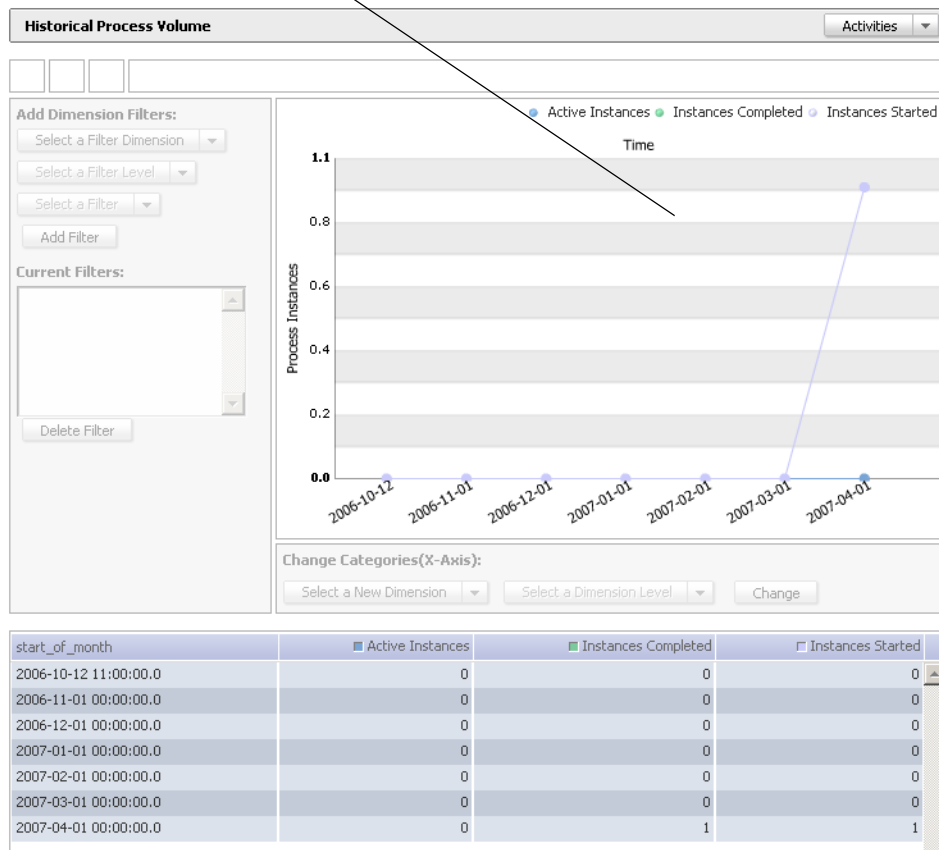 Historical Process Volume
Activities
Add Dimension Filters:
Select a Filter Dimension
Select a Filter Level
Select a Filter
Add Filter
Current Filters:
Delete Filter
Active Instances Instances Completed Instances Started
Time
1.1
0.8
0.6
0.4
0.2
0.0
Process Instances
2006-10-12 2006-11-01 2006-12-01 2007-01-01 2007-02-01 2007-03-01 2007-04-01
Change Categories(X-Axis):
Select a New Dimension Select a Dimension Level Change
start_of_month Active Instances Instances Completed Instances Started
2006-10-12 11:00:00.0 0 0 0
2006-11-01 00:00:00.0 0 0 0
2006-12-01 00:00:00.0 0 0 0
2007-01-01 00:00:00.0 0 0 0
2007-02-01 00:00:00.0 0 0 0
2007-03-01 00:00:00.0 0 0 0
2007-04-01 00:00:00.0 0 1 1